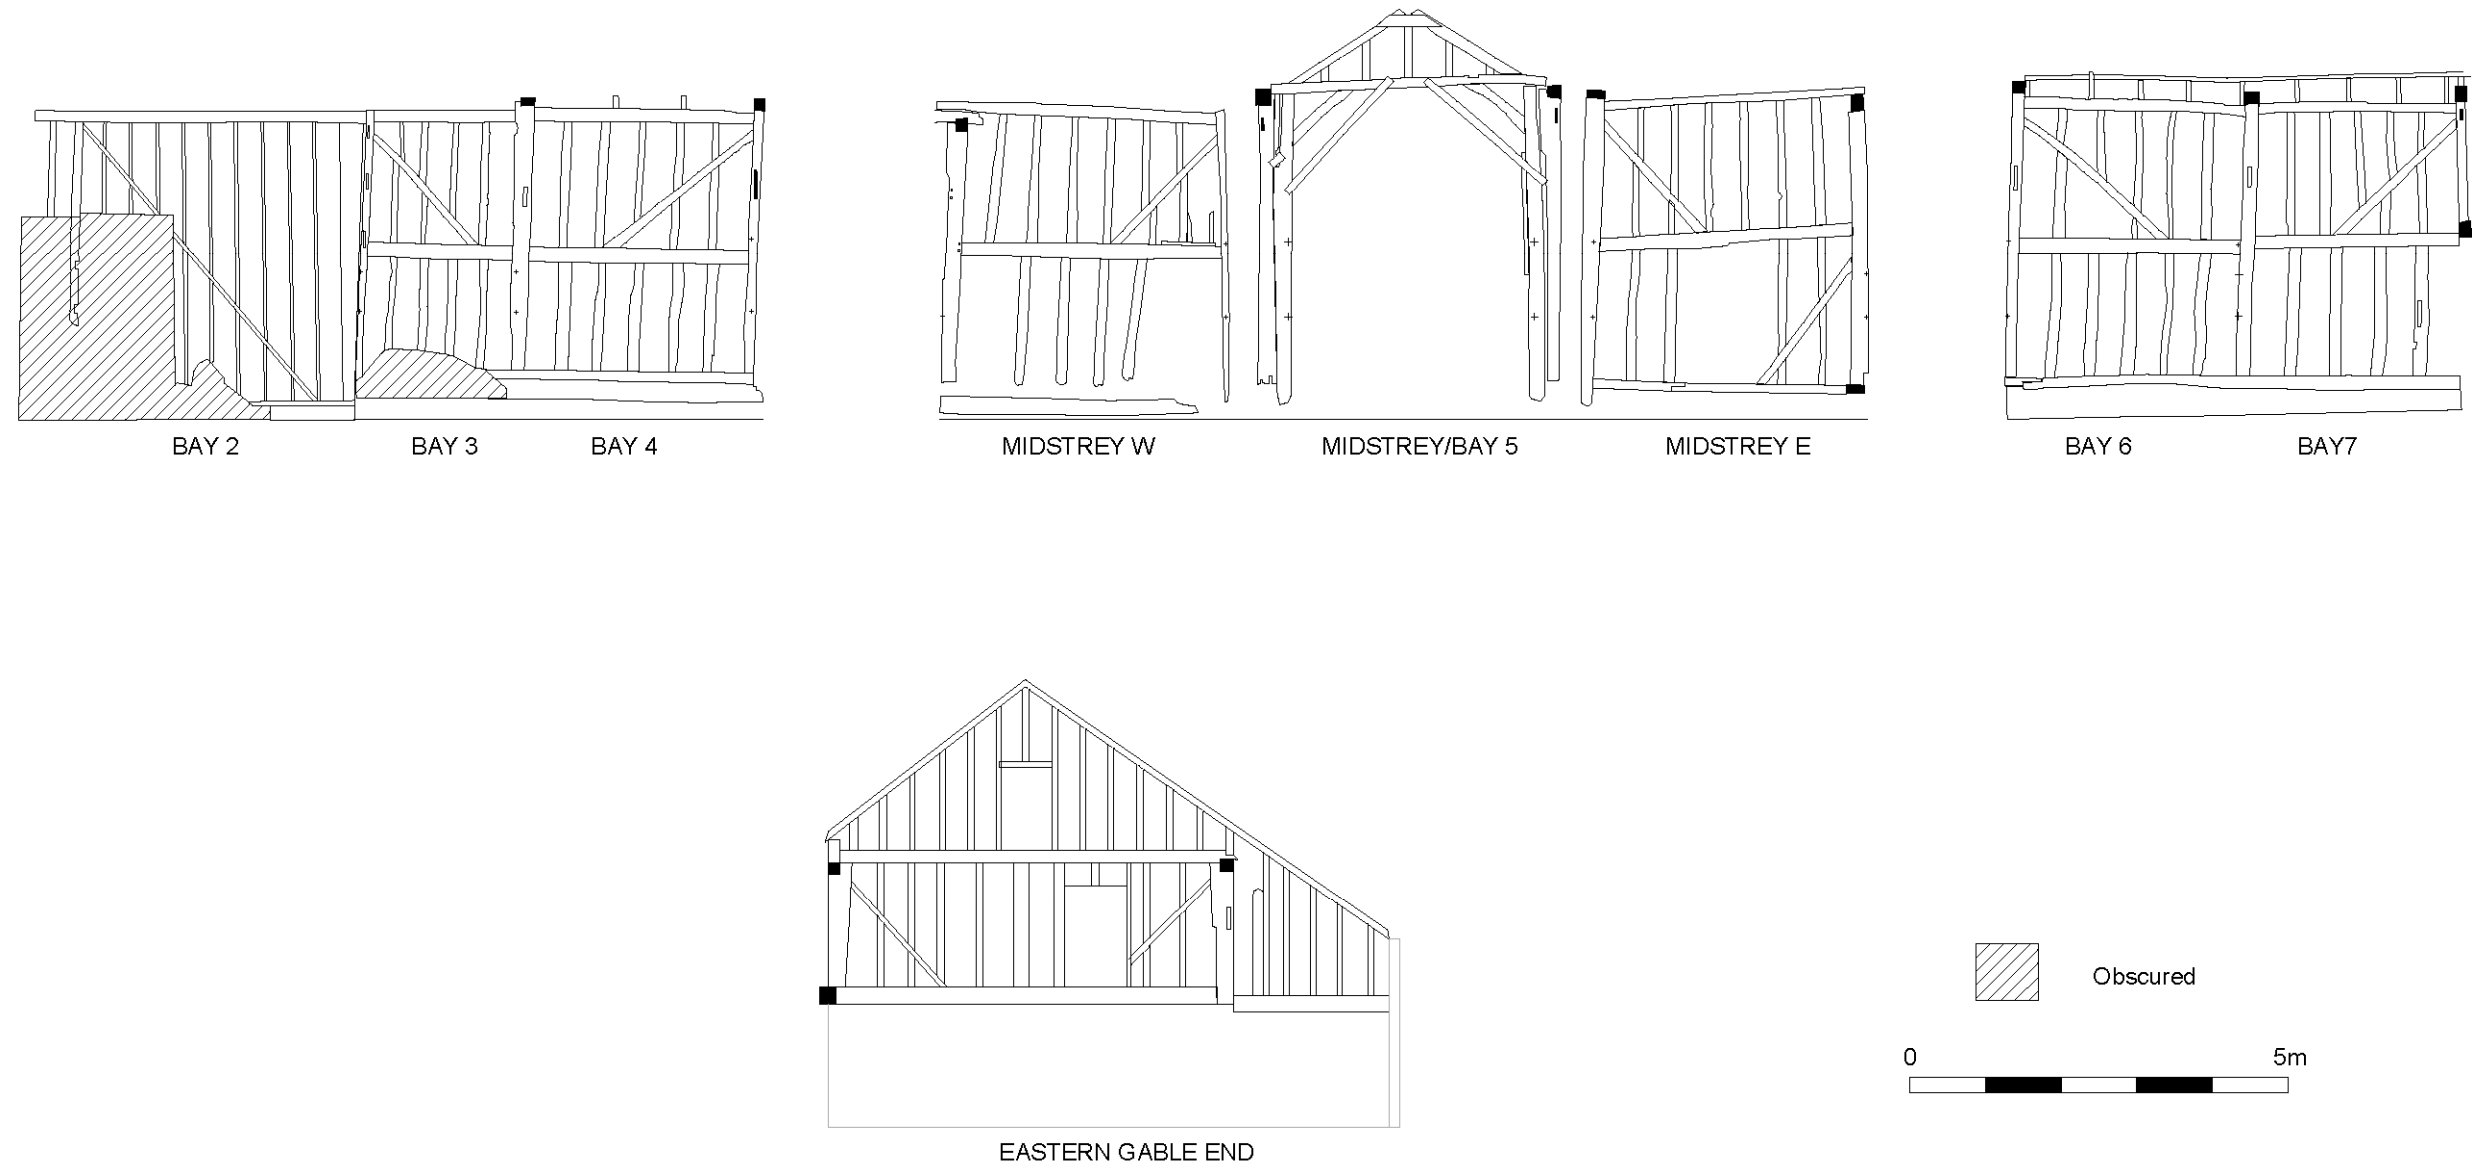 BAY 2 BAY 3 BAY 4 MIDSTREY W MIDSTREY/BAY 5 MIDSTREY E BAY 6 BAY7
Obscured
0 5m
EASTERN GABLE END